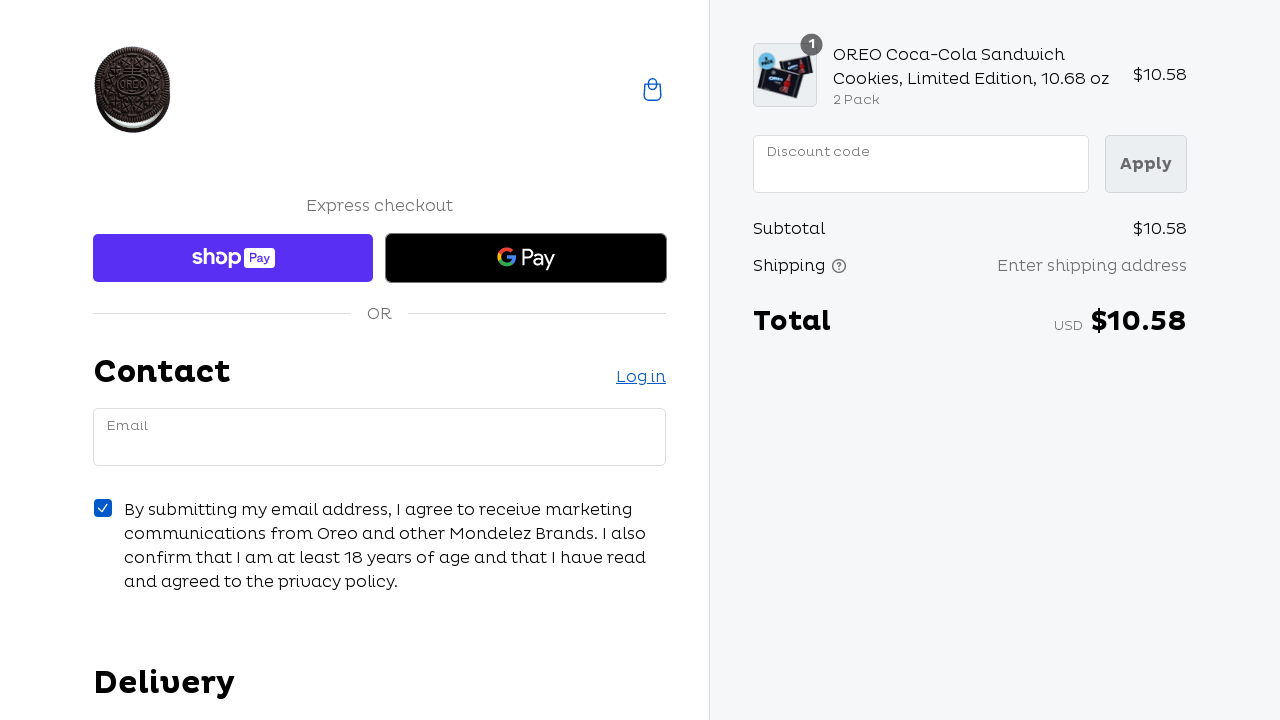 OREO
Express checkout
shop Pay
G Pay
OR
Contact
Log in
Email
By submitting my email address, I agree to receive marketing
communications from Oreo and other Mondelez Brands. I also
confirm that I am at least 18 years of age and that I have read
and agreed to the privacy policy.
Delivery
1
OREO Coca-Cola Sandwich
Cookies, Limited Edition, 10.68 oz
2 Pack
$10.58
Discount code
Apply
Subtotal
$10.58
Shipping
Enter shipping address
Total
USD $10.58